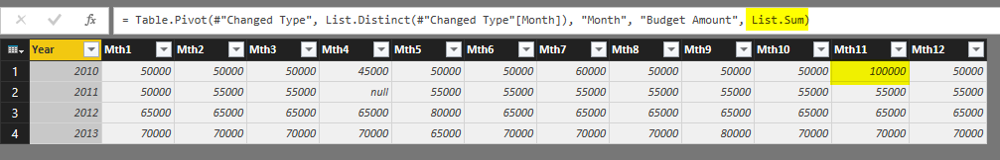 = Table.Pivot(#"Changed Type", List.Distinct(#"Changed Type"[Month]), "Month", "Budget Amount", List.Sum)
Year Mth1 Mth2 Mth3 Mth4 Mth5 Mth6 Mth7 Mth8 Mth9 Mth10 Mth11 Mth12
1 2010 50000 50000 50000 45000 50000 50000 60000 50000 50000 50000 100000 50000
2 2011 50000 55000 55000 null 55000 55000 55000 55000 55000 55000 55000 55000
3 2012 65000 65000 65000 65000 80000 65000 65000 65000 65000 65000 65000 65000
4 2013 70000 70000 70000 70000 65000 70000 70000 70000 80000 70000 70000 70000